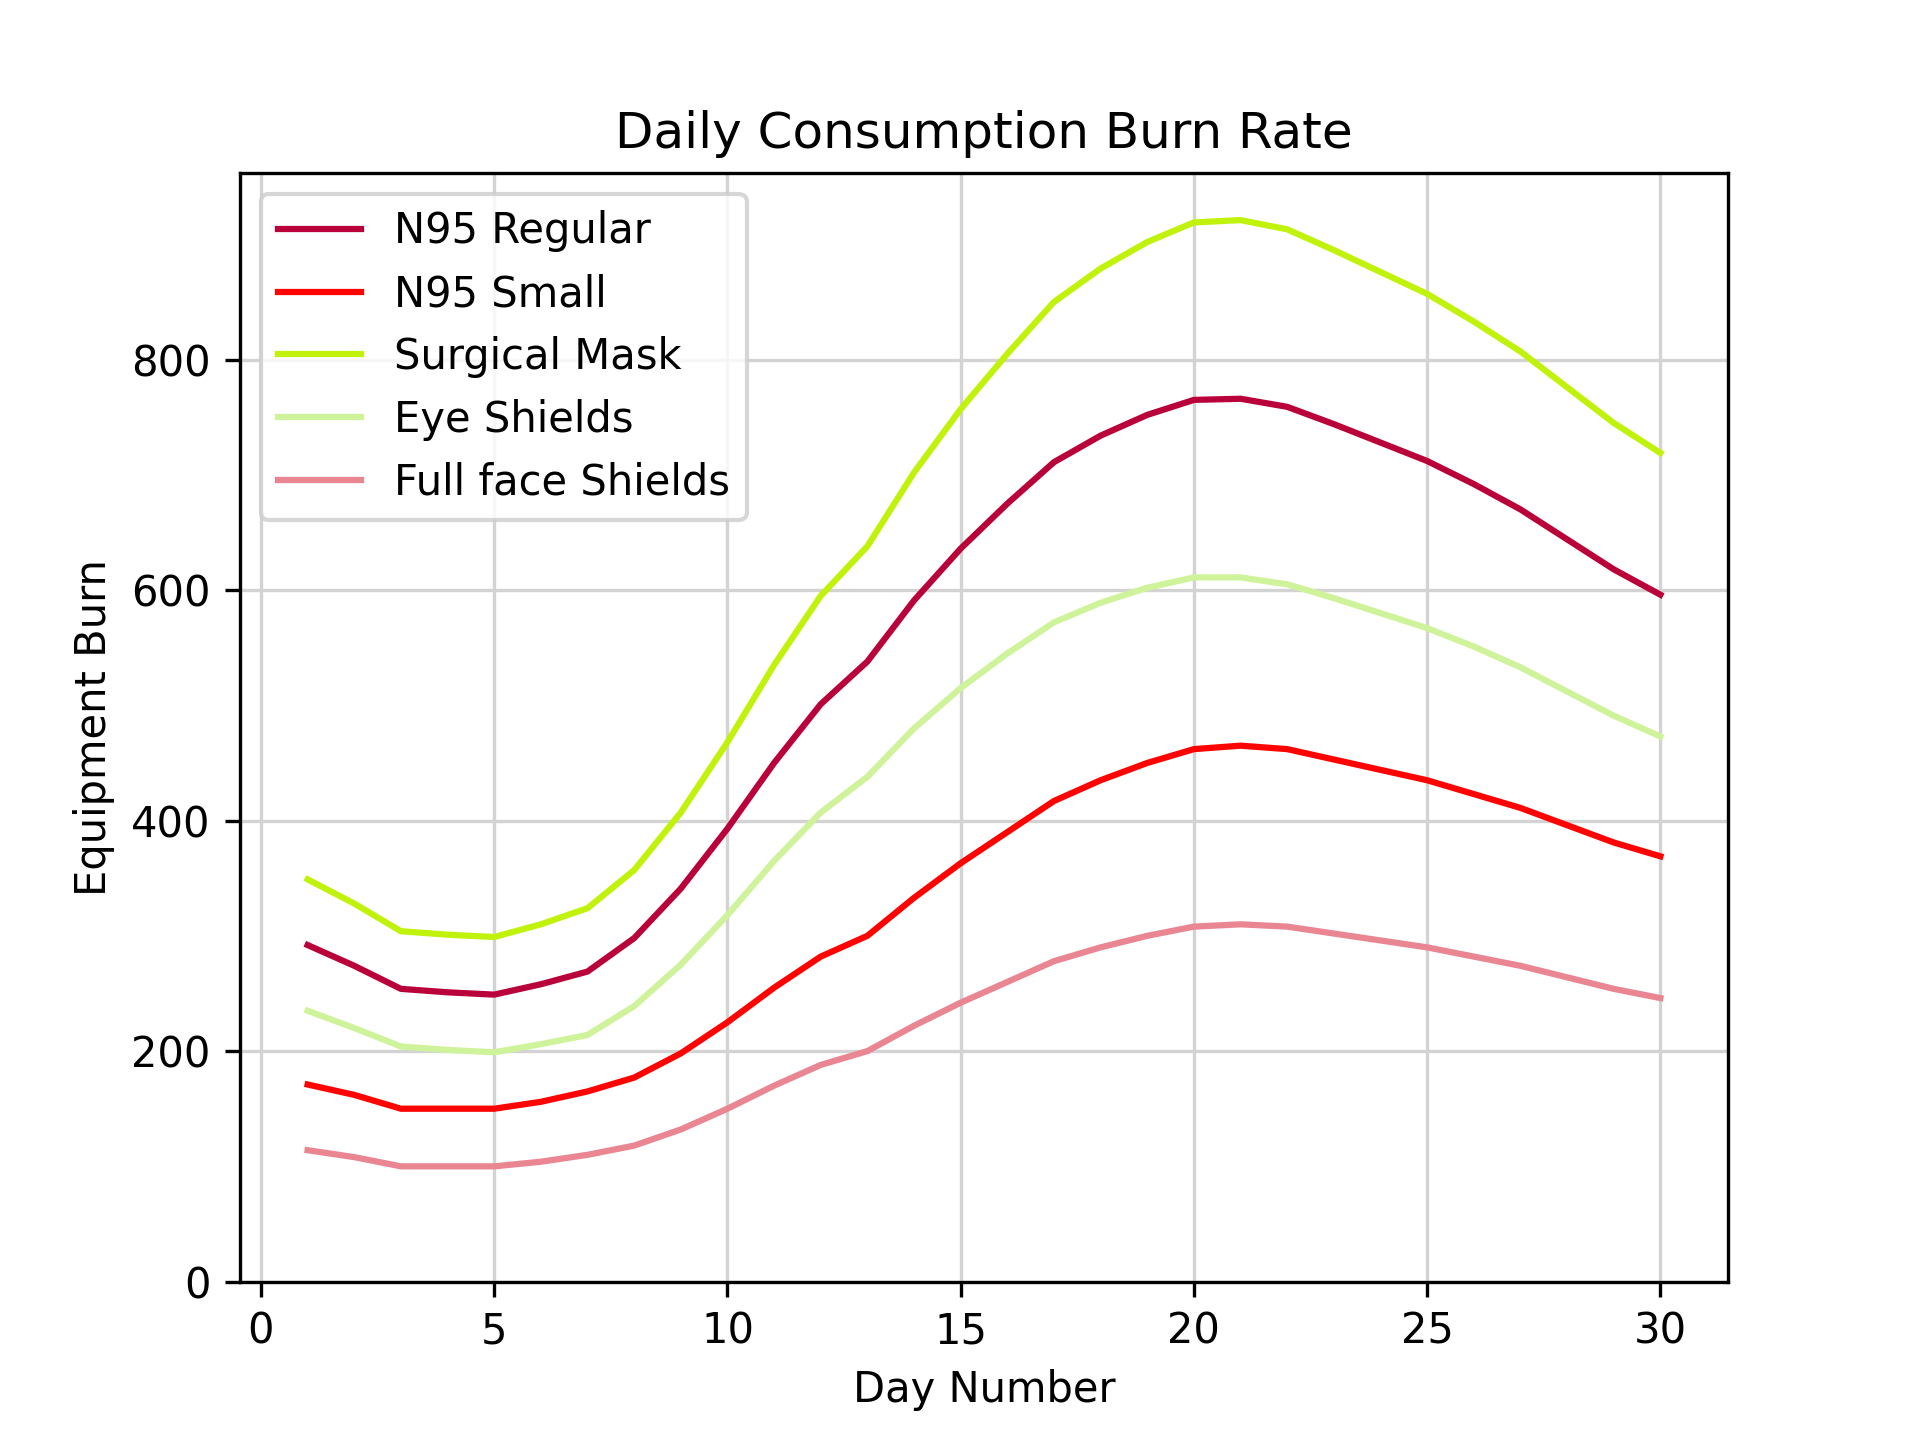 Daily Consumption Burn Rate
N95 Regular
N95 Small
Surgical Mask
Eye Shields
Full face Shields
800
600
400
200
0
Equipment Burn
0 5 10 15 20 25 30
Day Number